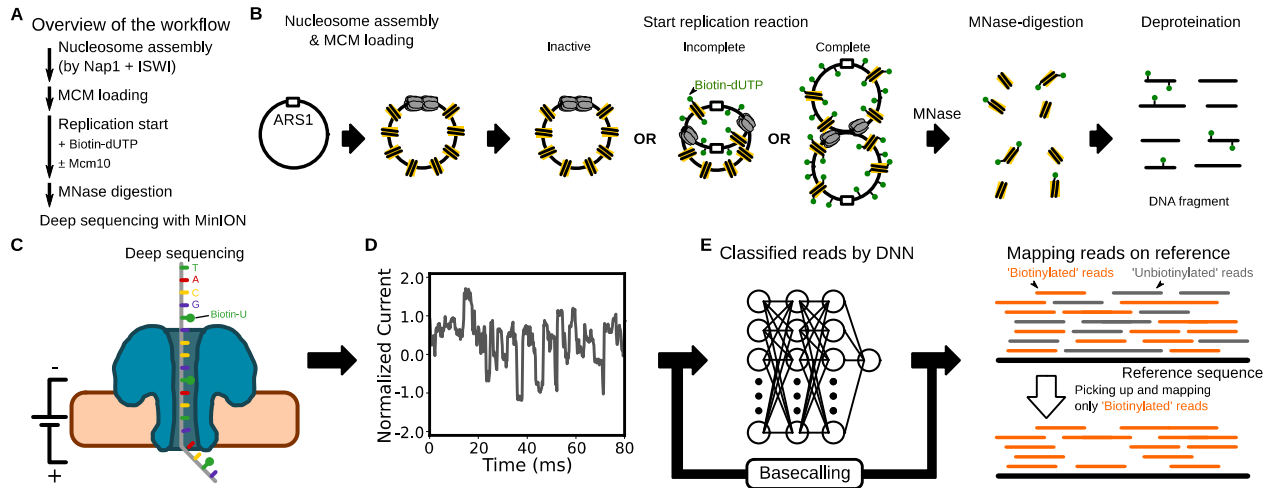 A
Overview of the workflow
Nucleosome assembly
(by Nap1 + ISWI)
MCM loading
Replication start
+ Biotin-dUTP
± Mcm10
MNase digestion
Deep sequencing with MinION
B
Nucleosome assembly
& MCM loading
Start replication reaction
MNase-digestion
Deproteination
Inactive
Incomplete
Complete
ARS1
Biotin-dUTP
OR
OR
MNase
DNA fragment
C
Deep sequencing
T
A
C
G
Biotin-U
-
+
D
Normalized Current
2.0
1.0
0.0
-1.0
-2.0
0
20
40
60
80
Time (ms)
E
Classified reads by DNN
Basecalling
Mapping reads on reference
'Biotinylated' reads
'Unbiotinylated' reads
Reference sequence
Picking up and mapping
only 'Biotinylated' reads